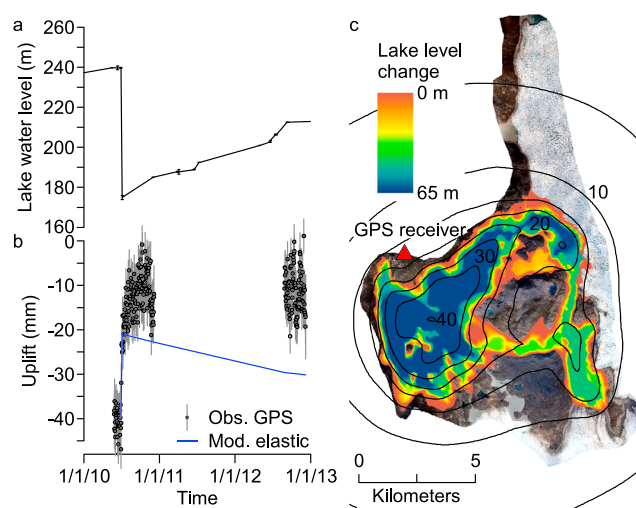 a
Lake water level (m)
260
240
220
200
180
160
b
Uplift (mm)
0
-10
-20
-30
-40
Obs. GPS
Mod. elastic
1/1/10
1/1/11
1/1/12
1/1/13
Time
c
Lake level
change
0 m
65 m
GPS receiver
10
20
30
40
0
5
Kilometers